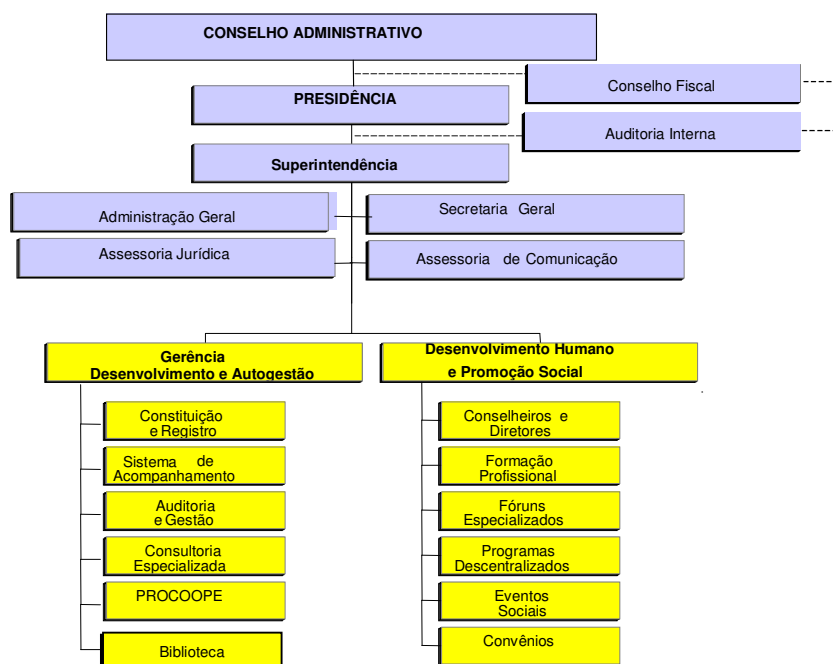 CONSELHO ADMINISTRATIVO
Conselho Fiscal
PRESIDÊNCIA
Auditoria Interna
Superintendência
Administração Geral
Secretaria Geral
Assessoria Jurídica
Assessoria de Comunicação
Gerência
Desenvolvimento e Autogestão
Constituição
e Registro
Sistema de
Acompanhamento
Auditoria
e Gestão
Consultoria
Especializada
PROCOOPE
Biblioteca
Desenvolvimento Humano
e Promoção Social
Conselheiros e
Diretores
Formação
Profissional
Fóruns
Especializados
Programas
Descentralizados
Eventos
Sociais
Convênios